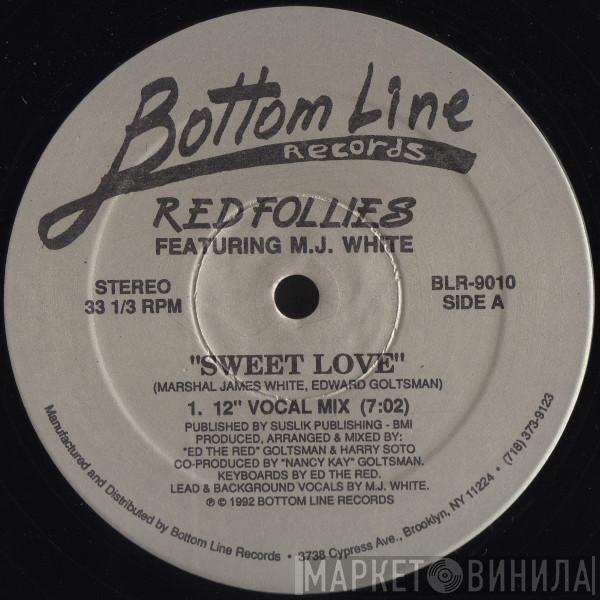 Bottom Line
Records
RED FOLLIES
FEATURING M.J. WHITE
STEREO
33 1/3 RPM
BLR-9010
SIDE A
"SWEET LOVE"
(MARSHAL JAMES WHITE, EDWARD GOLTSMAN)
1. 12" VOCAL MIX (7:02)
PUBLISHED BY SUSLIK PUBLISHING - BMI
PRODUCED, ARRANGED & MIXED BY:
"ED THE RED" GOLTSMAN & HARRY SOTO
CO-PRODUCED BY "NANCY KAY" GOLTSMAN.
KEYBOARDS BY ED THE RED.
LEAD & BACKGROUND VOCALS BY M.J. WHITE.
℗ © 1992 BOTTOM LINE RECORDS
Manufactured and Distributed by Bottom Line Records • 3738 Cypress Ave., Brooklyn, NY 11224 • (718) 373-9123
МАРКЕТ ВИНИЛА